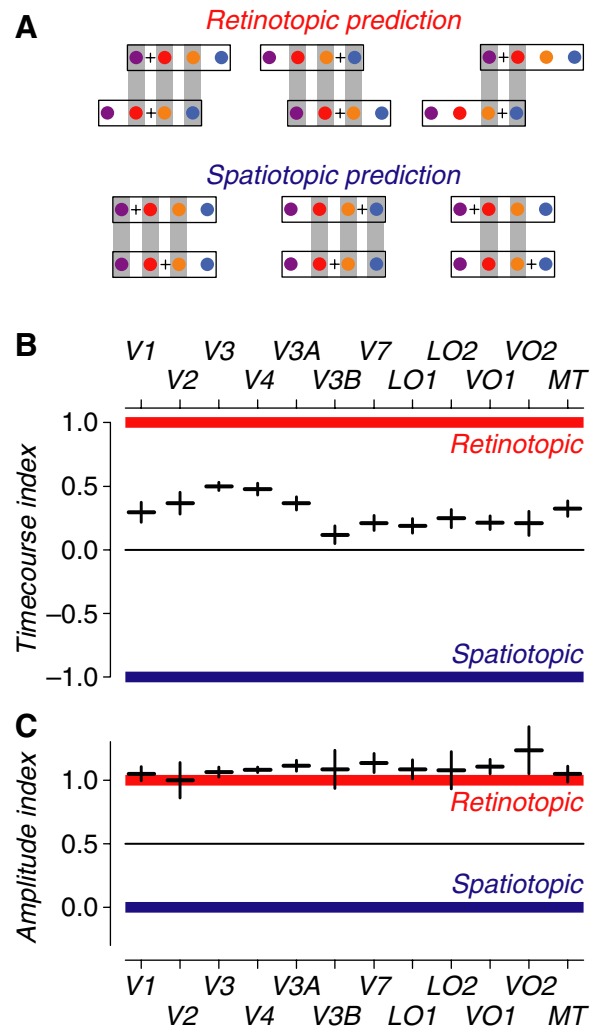 A
Retinotopic prediction
+ + +
+ + +
Spatiotopic prediction
+ + +
+ + +
B
V1 V3 V3A V7 LO2 VO2
V2 V4 V3B LO1 VO1 MT
Timecourse index
1.0
Retinotopic
0.5
0.0
−0.5
Spatiotopic
−1.0
C
Amplitude index
1.0
Retinotopic
0.5
Spatiotopic
0.0
V1 V3 V3A V7 LO2 VO2
V2 V4 V3B LO1 VO1 MT